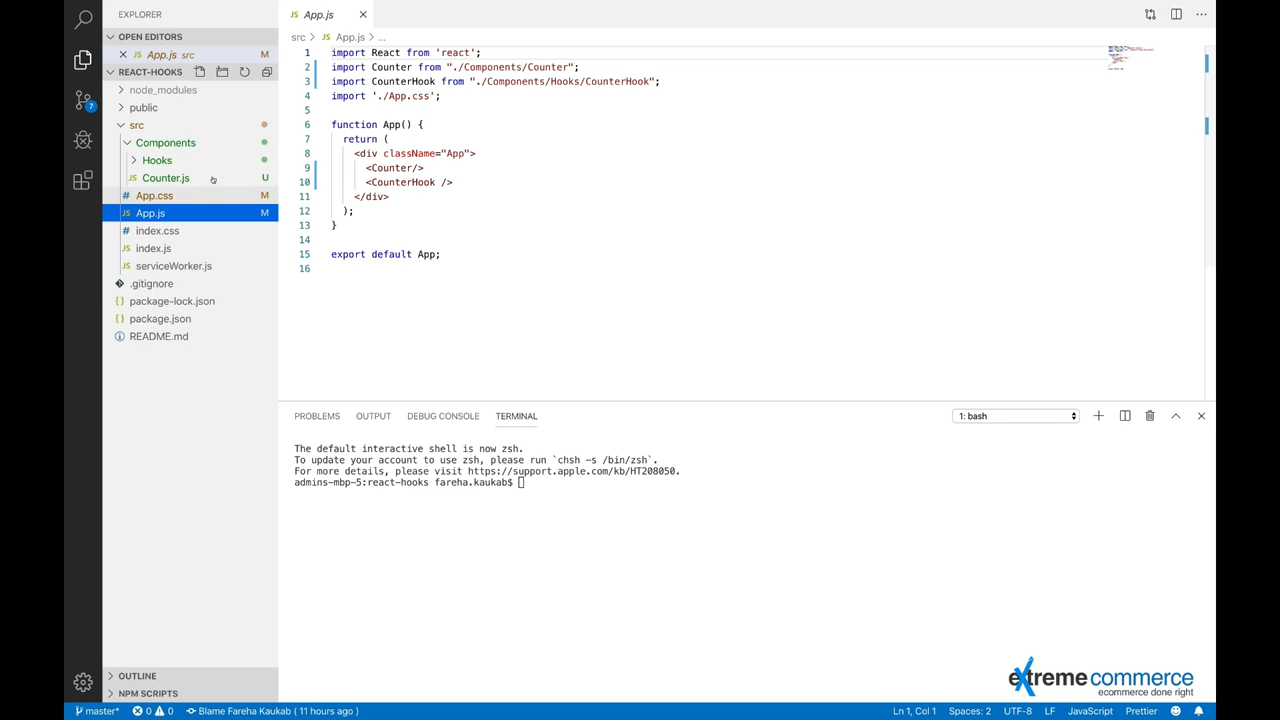 EXPLORER
OPEN EDITORS
App.js src M
REACT-HOOKS
node_modules
public
src
Components
Hooks
JS Counter.js U
# App.css M
JS App.js M
# index.css
JS index.js
JS serviceWorker.js
.gitignore
{} package-lock.json
{} package.json
README.md
OUTLINE
NPM SCRIPTS
JS App.js
src > JS App.js > ...
1 import React from 'react';
2 import Counter from "./Components/Counter";
3 import CounterHook from "./Components/Hooks/CounterHook";
4 import './App.css';
5
6 function App() {
7 return (
8 <div className="App">
9 <Counter/>
10 <CounterHook />
11 </div>
12 );
13 }
14
15 export default App;
16
PROBLEMS OUTPUT DEBUG CONSOLE TERMINAL 1: bash
The default interactive shell is now zsh.
To update your account to use zsh, please run `chsh -s /bin/zsh`.
For more details, please visit https://support.apple.com/kb/HT208050.
admins-mbp-5:react-hooks fareha.kaukab$
extreme commerce
ecommerce done right
7
master* 0 0 Blame Fareha Kaukab ( 11 hours ago ) Ln 1, Col 1 Spaces: 2 UTF-8 LF JavaScript Prettier